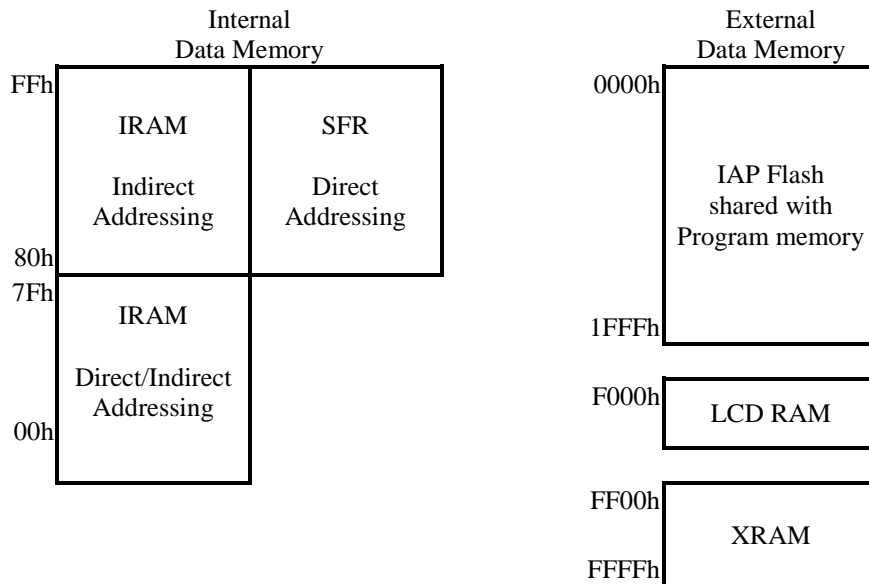 Internal
Data Memory
FFh
IRAM
Indirect
Addressing
80h
SFR
Direct
Addressing
7Fh
IRAM
Direct/Indirect
Addressing
00h
External
Data Memory
0000h
IAP Flash
shared with
Program memory
1FFFh
F000h
LCD RAM
FF00h
XRAM
FFFFh